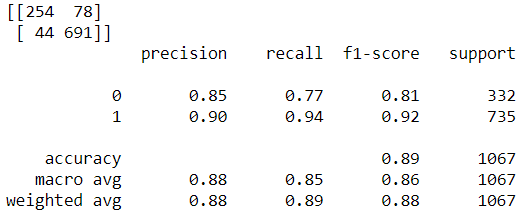 [[254  78]
 [ 44 691]]
              precision    recall  f1-score   support

           0       0.85      0.77      0.81       332
           1       0.90      0.94      0.92       735

    accuracy                           0.89      1067
   macro avg       0.88      0.85      0.86      1067
weighted avg       0.88      0.89      0.88      1067